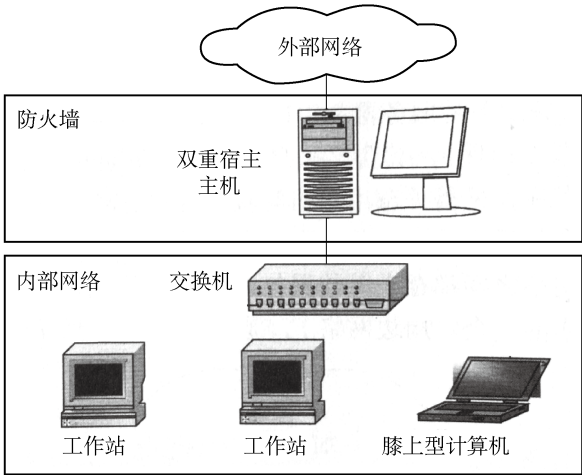 外部网络
防火墙
双重宿主
主机
内部网络
交换机
工作站
工作站
膝上型计算机